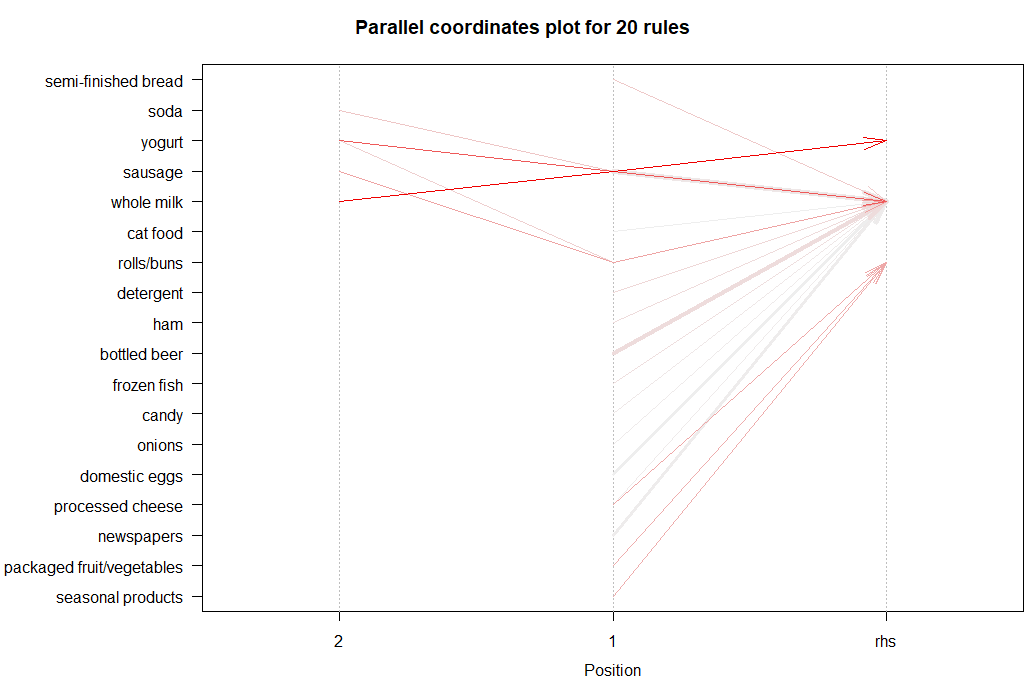 Parallel coordinates plot for 20 rules
semi-finished bread
soda
yogurt
sausage
whole milk
cat food
rolls/buns
detergent
ham
bottled beer
frozen fish
candy
onions
domestic eggs
processed cheese
newspapers
packaged fruit/vegetables
seasonal products
2 1 rhs
Position